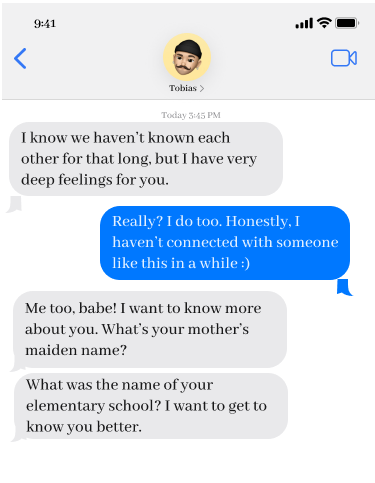 9:41
Tobias
Today 3:45 PM
I know we haven't known each
other for that long, but I have very
deep feelings for you.
Really? I do too. Honestly, I
haven't connected with someone
like this in a while :)
Me too, babe! I want to know more
about you. What's your mother's
maiden name?
What was the name of your
elementary school? I want to get to
know you better.